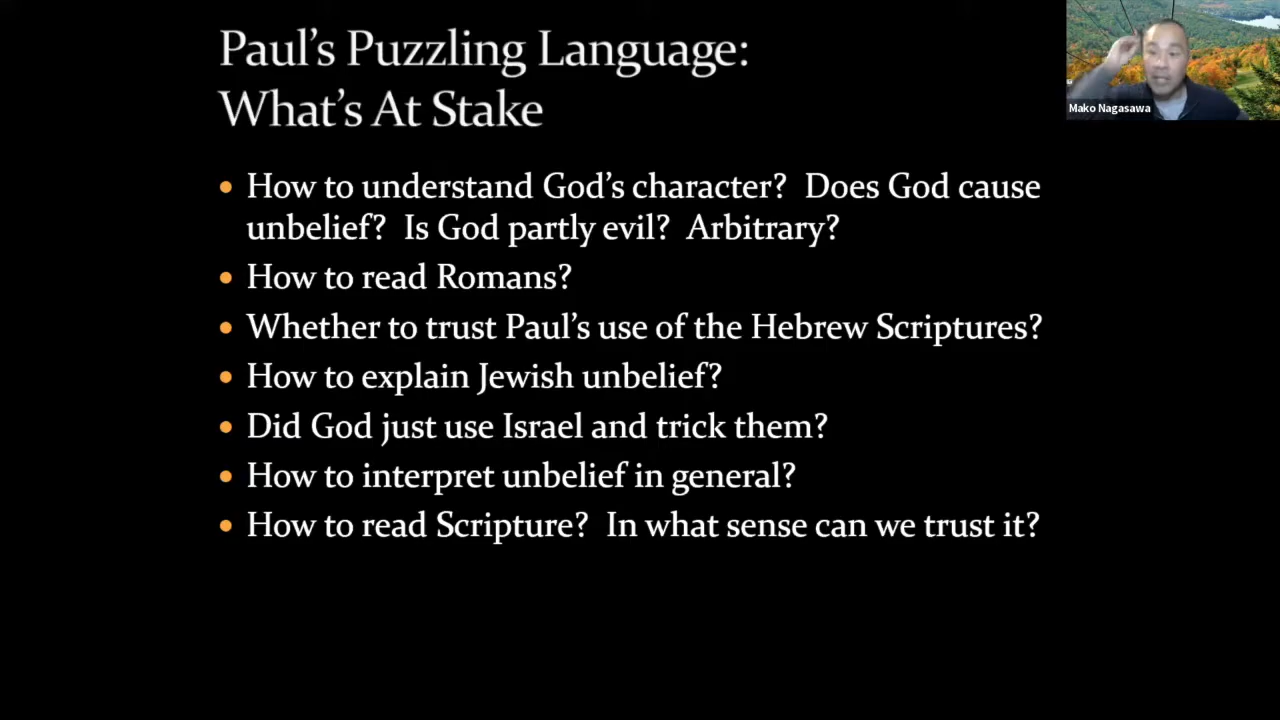 Paul's Puzzling Language:
What's At Stake
Mako Nagasawa
• How to understand God's character?  Does God cause
unbelief?  Is God partly evil?  Arbitrary?
• How to read Romans?
• Whether to trust Paul's use of the Hebrew Scriptures?
• How to explain Jewish unbelief?
• Did God just use Israel and trick them?
• How to interpret unbelief in general?
• How to read Scripture?  In what sense can we trust it?